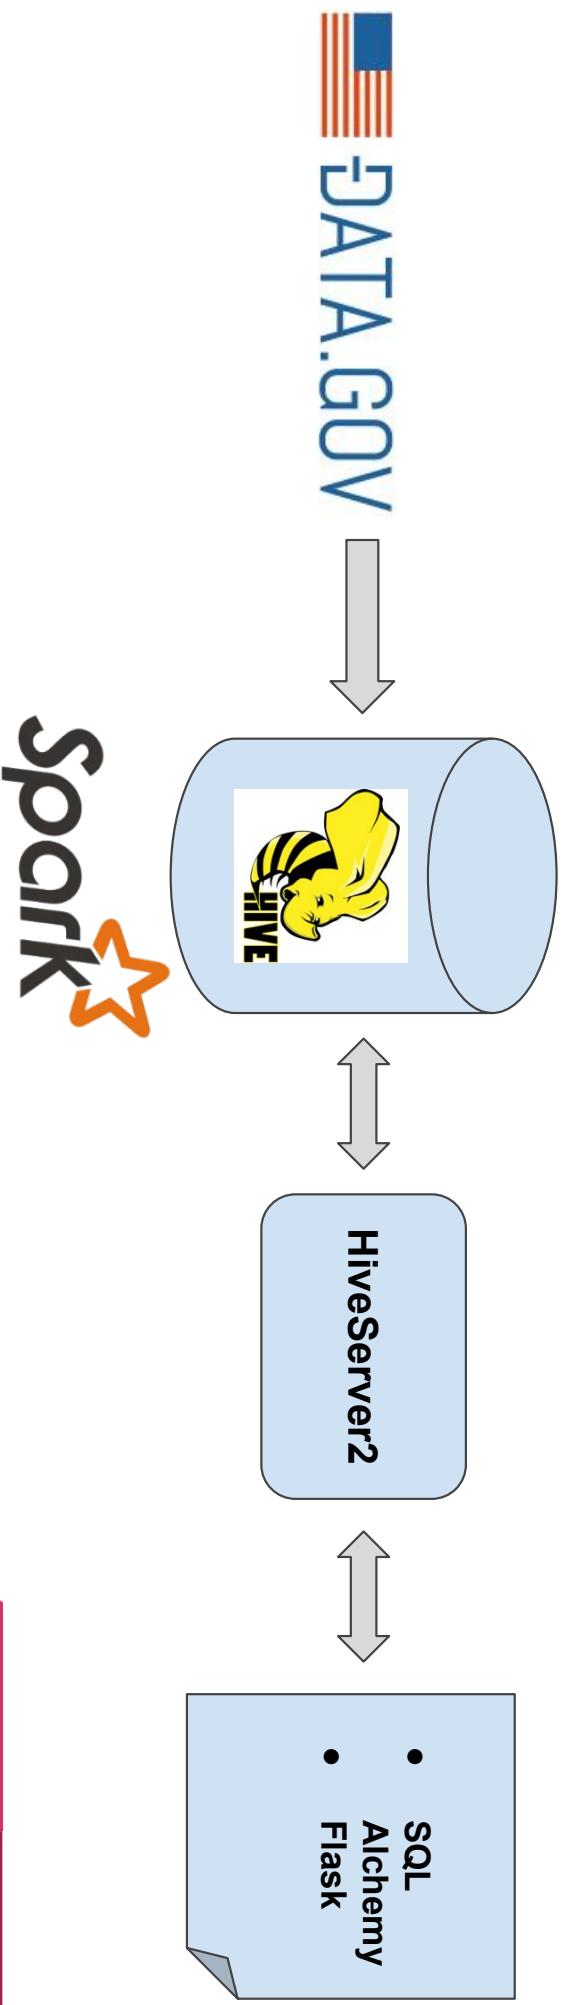 DATA.GOV
HIVE
Spark
HiveServer2
• SQL
Alchemy
• Flask